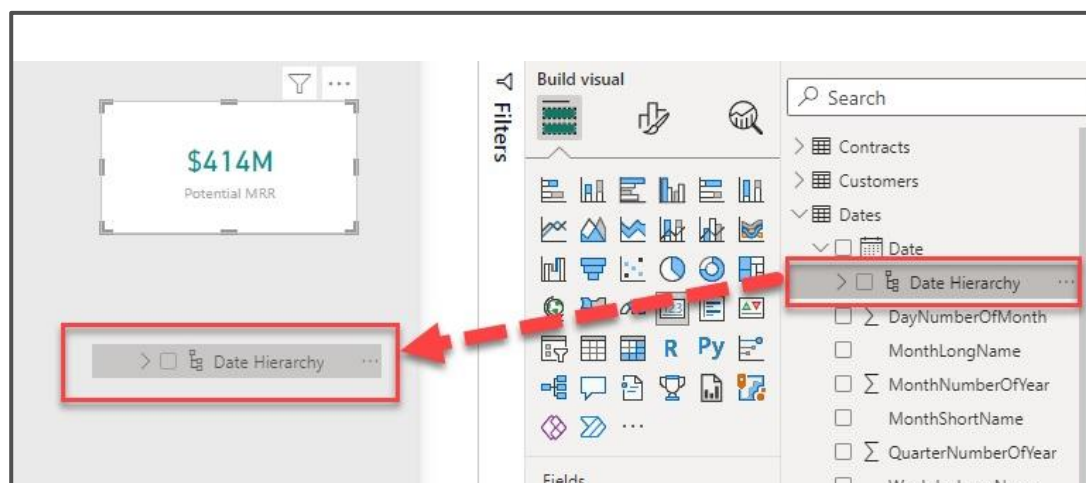 $414M
Potential MRR
Date Hierarchy
Filters
Build visual
123
R
Py
Fields
Search
Contracts
Customers
Dates
Date
Date Hierarchy
DayNumberOfMonth
MonthLongName
MonthNumberOfYear
MonthShortName
QuarterNumberOfYear